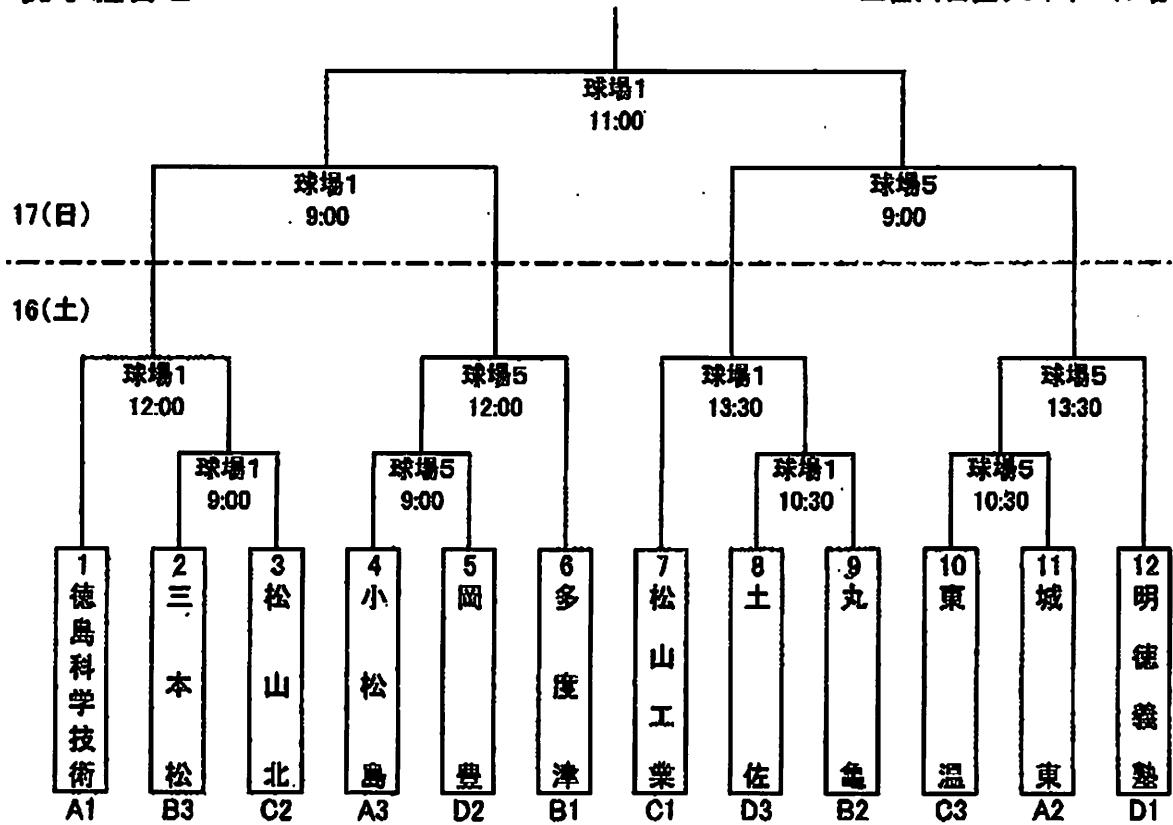 球場1
11:00
球場1
9:00
球場5
9:00
17(日)
16(土)
球場1
12:00
球場5
12:00
球場1
13:30
球場5
13:30
球場1
9:00
球場5
9:00
球場1
10:30
球場5
10:30
1 徳島科学技術 A1
2 三本松 B3
3 松山北 C2
4 小松島 A3
5 岡豊 D2
6 多度津 B1
7 松山工業 C1
8 土佐 D3
9 丸亀 B2
10 東温 C3
11 城東 A2
12 明徳義塾 D1